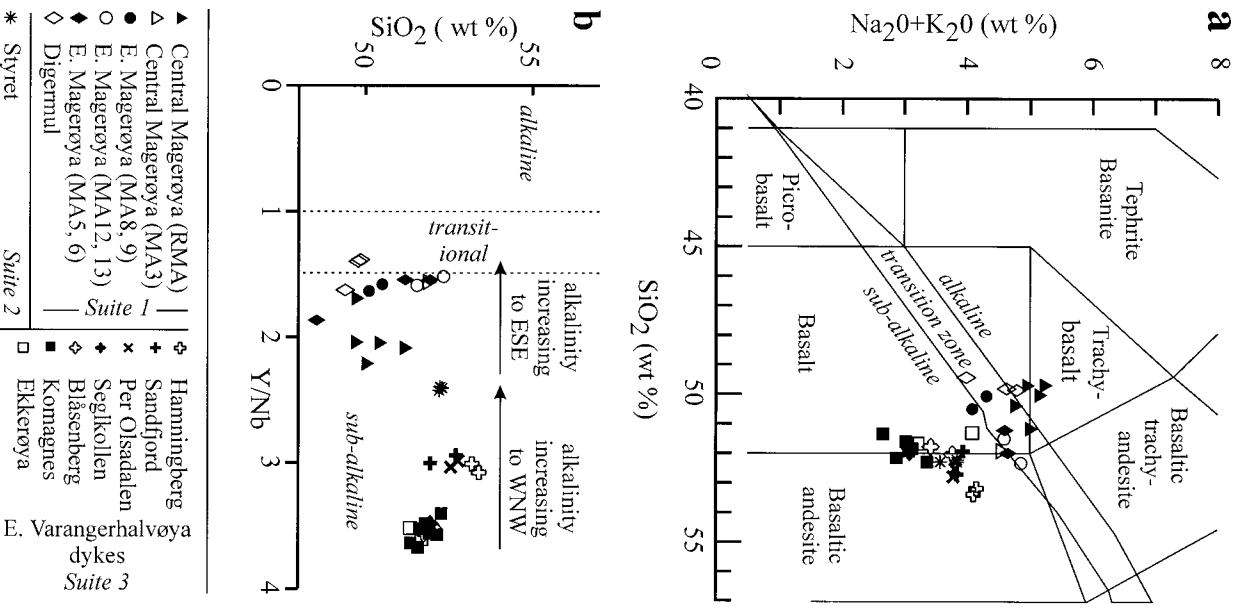 a
Na20+K20 (wt %)
0
2
4
6
8
40
45
50
55
SiO2 (wt %)
Tephrite
Basanite
Picro-
basalt
Basalt
Trachy-
basalt
Basaltic
trachy-
andesite
Basaltic
andesite
alkaline
transition zone
sub-alkaline
b
SiO2 ( wt %)
50
55
0
1
2
3
4
Y/Nb
alkaline
transit-
ional
sub-alkaline
alkalinity
increasing
to ESE
alkalinity
increasing
to WNW
Central Magerøya (RMA)
Central Magerøya (MA3)
E. Magerøya (MA8, 9)
E. Magerøya (MA12, 13)
E. Magerøya (MA5, 6)
Digermul
Suite 1
Styret
Suite 2
Hamningberg
Sandfjord
Per Olsadalen
Seglkollen
Blåsenberg
Komagnes
Ekkerøya
E. Varangerhalvøya
dykes
Suite 3